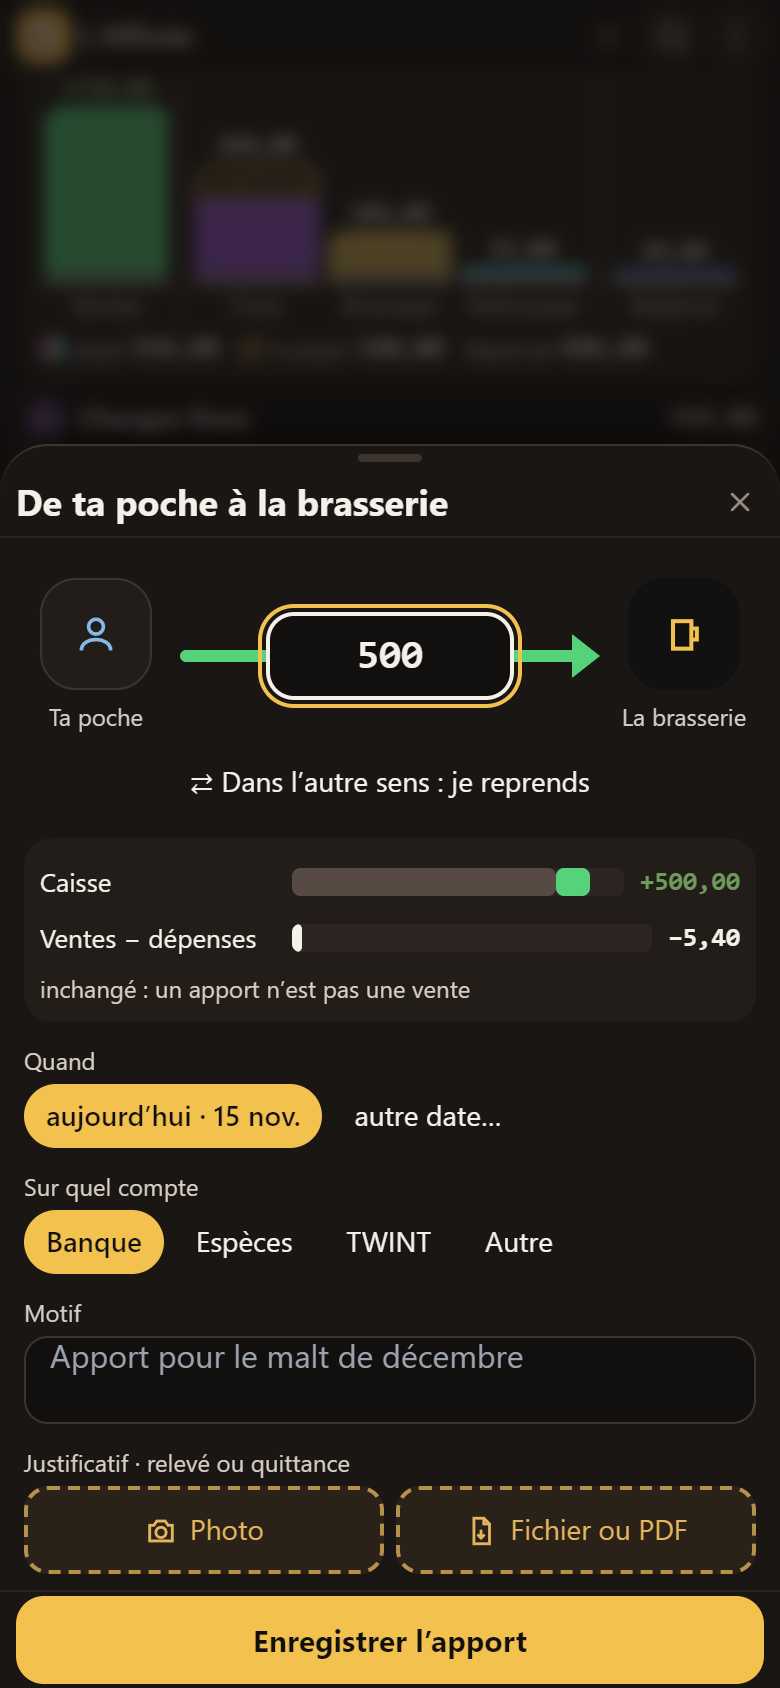 De ta poche à la brasserie
500
Ta poche
La brasserie
⇄ Dans l’autre sens : je reprends
Caisse
+500,00
Ventes – dépenses
−5,40
inchangé : un apport n’est pas une vente
Quand
aujourd’hui · 15 nov.
autre date…
Sur quel compte
Banque
Espèces
TWINT
Autre
Motif
Apport pour le malt de décembre
Justificatif · relevé ou quittance
Photo
Fichier ou PDF
Enregistrer l’apport